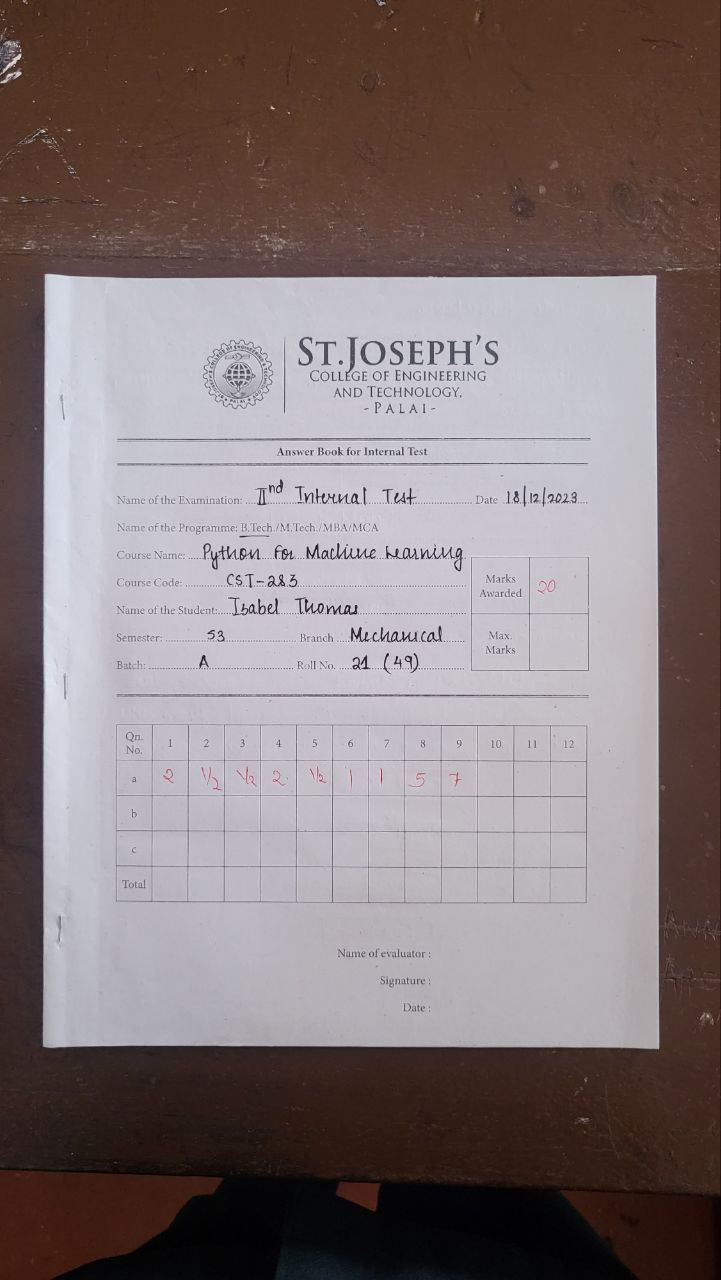 ST.JOSEPH'S
COLLEGE OF ENGINEERING
AND TECHNOLOGY,
- PALAI -
Answer Book for Internal Test
Name of the Examination: IInd Internal Test Date 18/12/2023
Name of the Programme: B.Tech./M.Tech./MBA/MCA
Course Name: Python for Machine Learning
Course Code: CST-283
Marks Awarded 20
Name of the Student: Isabel Thomas
Semester: S3 Branch Mechanical
Max. Marks
Batch: A Roll No. 21 (49)
Qn. No. 1 2 3 4 5 6 7 8 9 10 11 12
a 2 1/2 1/2 2 1/2 1 1 5 7
b
c
Total
Name of evaluator :
Signature :
Date :